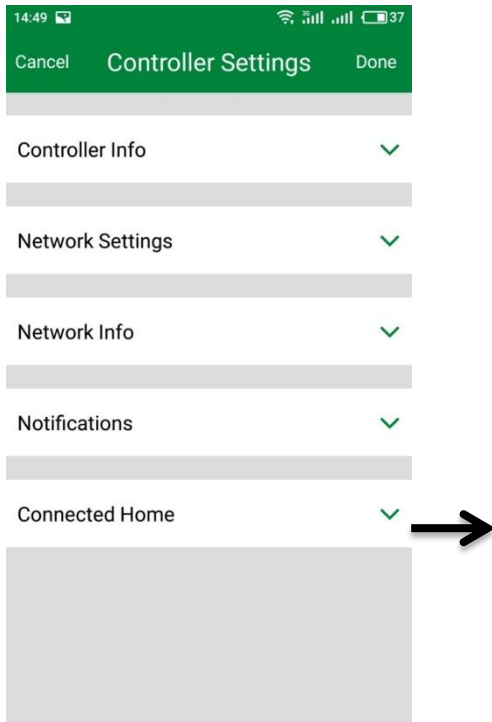 14:49 37
Cancel Controller Settings Done
Controller Info
Network Settings
Network Info
Notifications
Connected Home